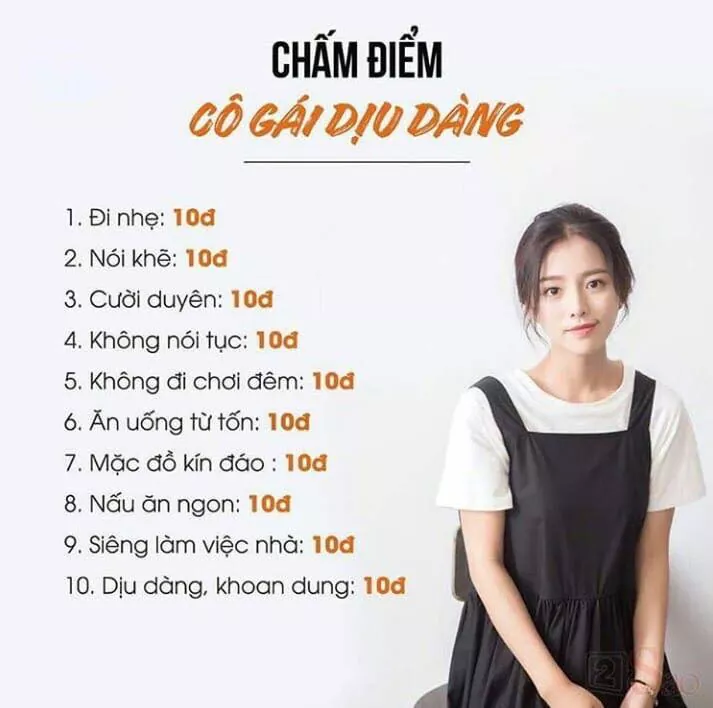 CHẤM ĐIỂM
CÔ GÁI DỊU DÀNG
1. Đi nhẹ: 10đ
2. Nói khẽ: 10đ
3. Cười duyên: 10đ
4. Không nói tục: 10đ
5. Không đi chơi đêm: 10đ
6. Ăn uống từ tốn: 10đ
7. Mặc đồ kín đáo : 10đ
8. Nấu ăn ngon: 10đ
9. Siêng làm việc nhà: 10đ
10. Dịu dàng, khoan dung: 10đ
2 Sao